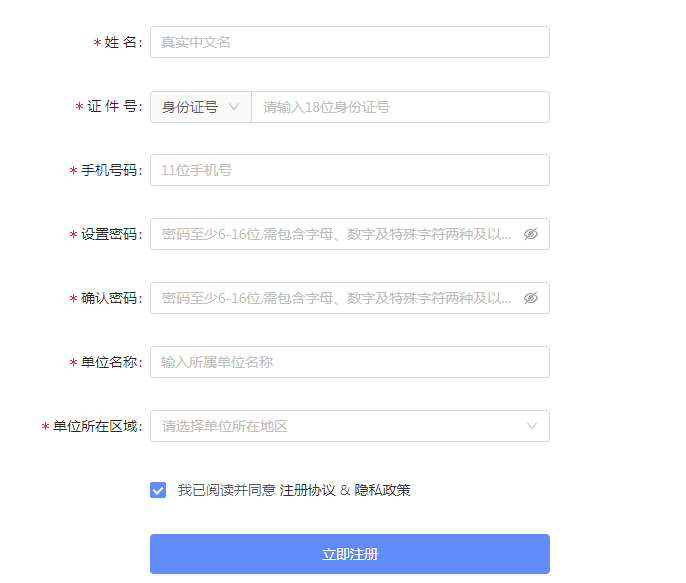 * 姓 名: 真实中文名
* 证 件 号: 身份证号 请输入18位身份证号
* 手机号码: 11位手机号
* 设置密码: 密码至少6-16位,需包含字母、数字及特殊字符两种及以...
* 确认密码: 密码至少6-16位,需包含字母、数字及特殊字符两种及以...
* 单位名称: 输入所属单位名称
* 单位所在区域: 请选择单位所在地区
我已阅读并同意 注册协议 & 隐私政策
立即注册